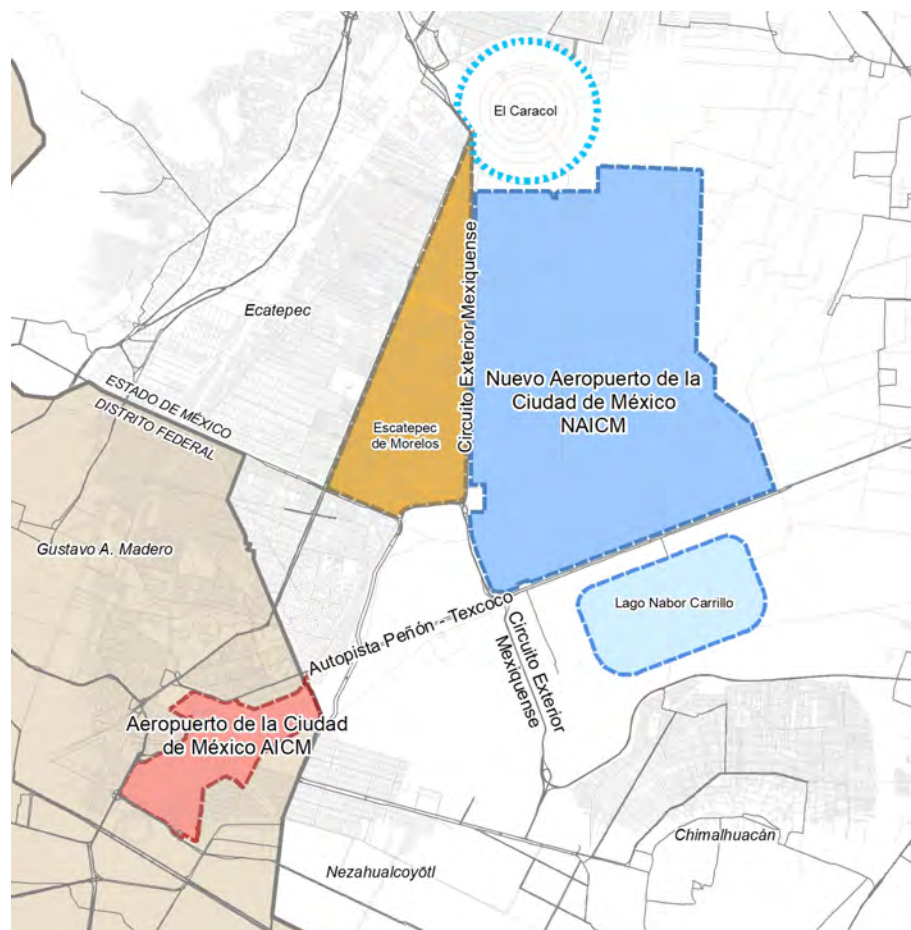 El Caracol
Circuito Exterior Mexiquense
Ecatepec
Nuevo Aeropuerto de la
Ciudad de México
NAICM
ESTADO DE MÉXICO
DISTRITO FEDERAL
Escatepec
de Morelos
Gustavo A. Madero
Lago Nabor Carrillo
Autopista Peñón - Texcoco
Circuito Exterior
Mexiquense
Aeropuerto de la Ciudad
de México AICM
Chimalhuacán
Nezahualcoyōtl